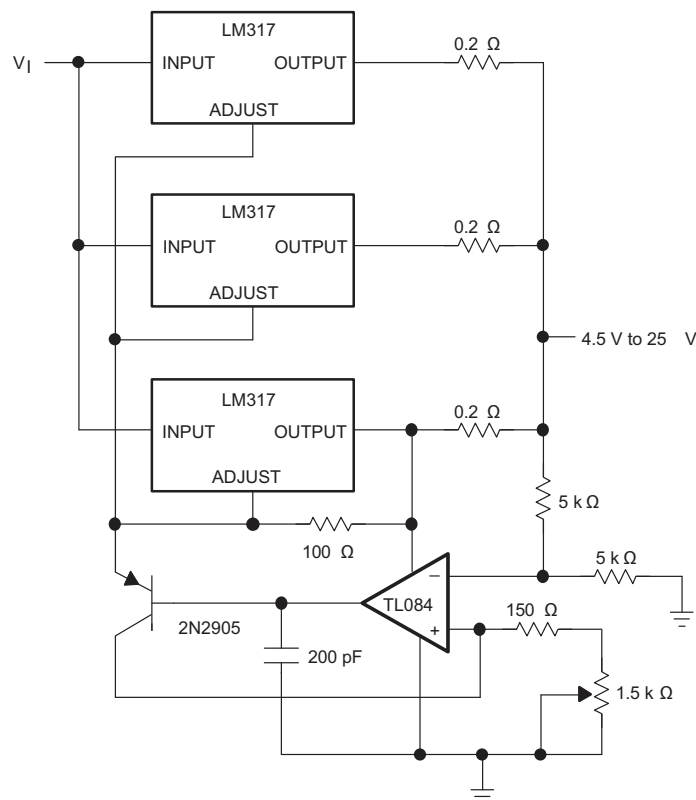 LM317
0.2 Ω
V_I
INPUT
OUTPUT
ADJUST
LM317
0.2 Ω
INPUT
OUTPUT
ADJUST
4.5 V to 25 V
LM317
0.2 Ω
INPUT
OUTPUT
ADJUST
5 kΩ
100 Ω
5 kΩ
−
TL084
150 Ω
2N2905
+
200 pF
1.5 kΩ